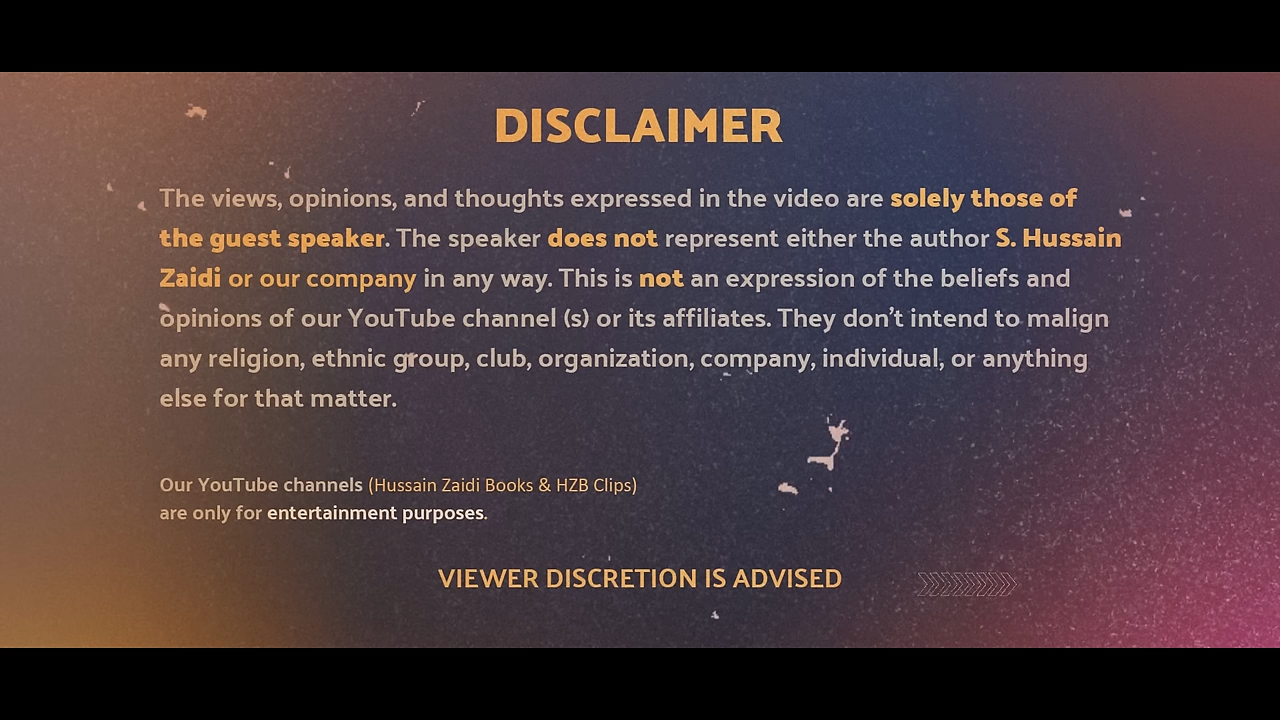 DISCLAIMER
The views, opinions, and thoughts expressed in the video are solely those of
the guest speaker. The speaker does not represent either the author S. Hussain
Zaidi or our company in any way. This is not an expression of the beliefs and
opinions of our YouTube channel (s) or its affiliates. They don't intend to malign
any religion, ethnic group, club, organization, company, individual, or anything
else for that matter.
Our YouTube channels (Hussain Zaidi Books & HZB Clips)
are only for entertainment purposes.
VIEWER DISCRETION IS ADVISED